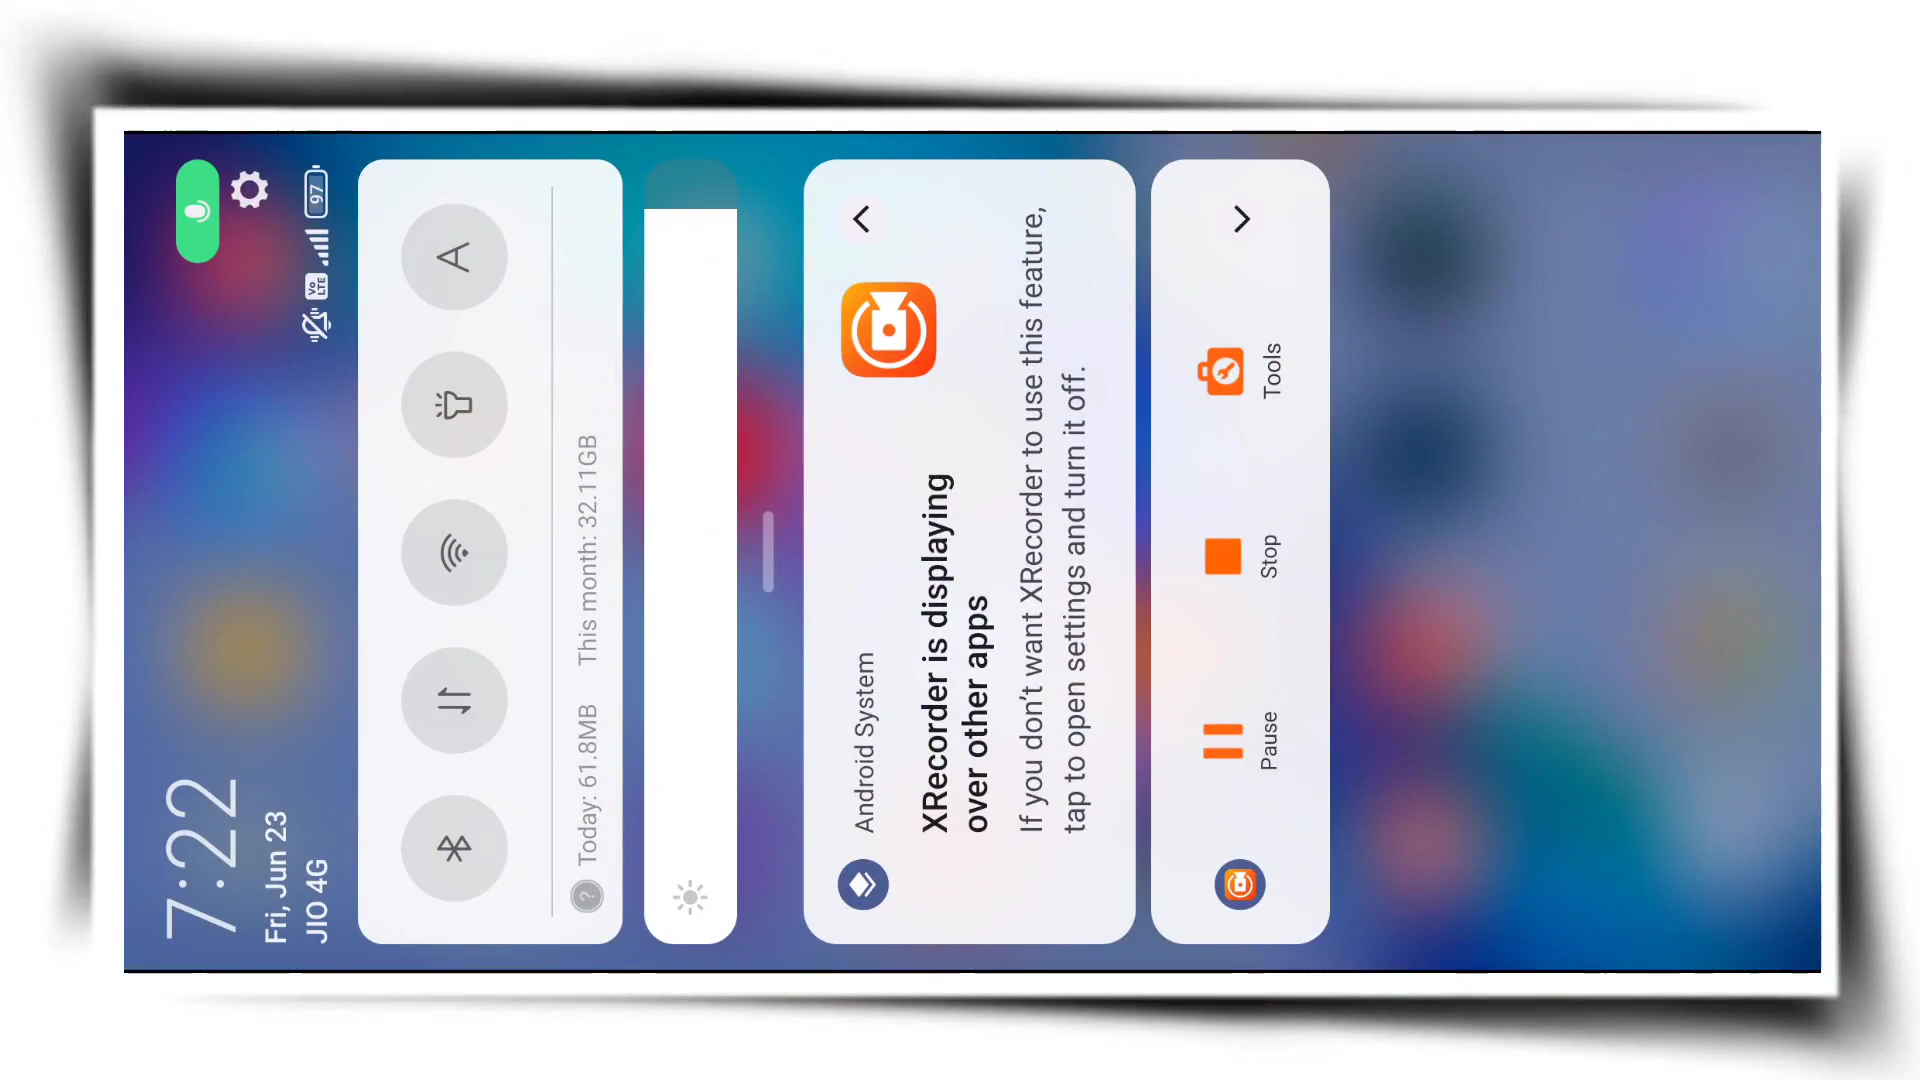 7:22
Fri, Jun 23
JIO 4G
Vo
LTE
97
A
? Today: 61.8MB This month: 32.11GB
Android System
XRecorder is displaying
over other apps
If you don't want XRecorder to use this feature,
tap to open settings and turn it off.
Pause Stop Tools